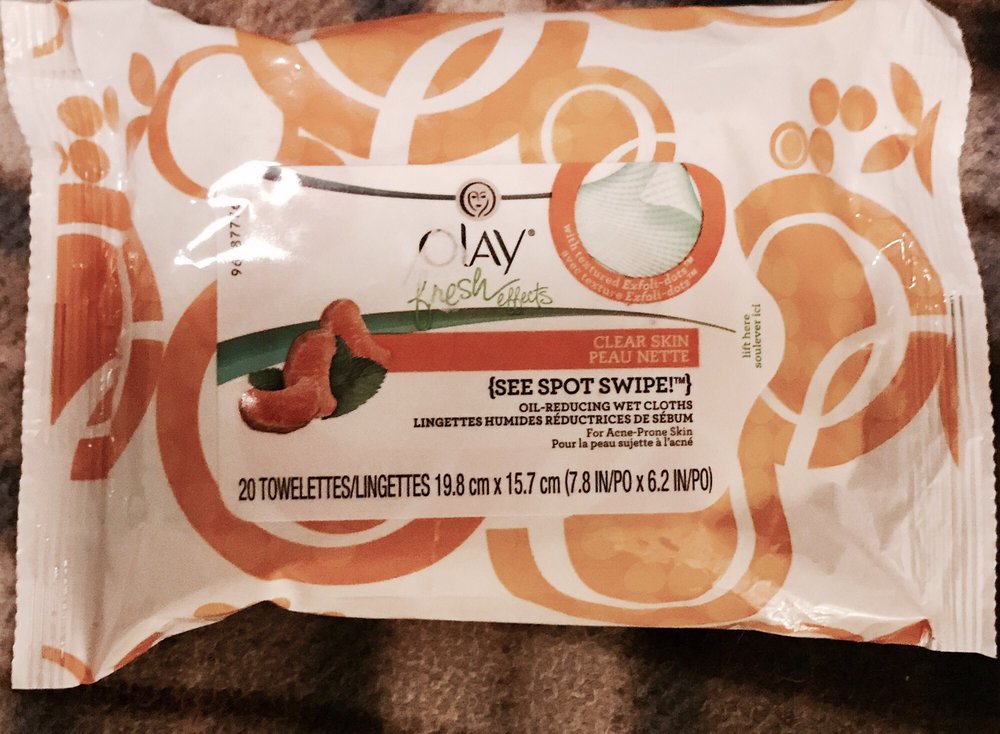 OLAY®
fresh effects
with textured Exfoli-dots™
avec texture Exfoli-dots™
lift here
soulever ici
CLEAR SKIN
PEAU NETTE
{SEE SPOT SWIPE!™}
OIL-REDUCING WET CLOTHS
LINGETTES HUMIDES RÉDUCTRICES DE SÉBUM
For Acne-Prone Skin
Pour la peau sujette à l'acné
20 TOWELETTES/LINGETTES 19.8 cm x 15.7 cm (7.8 IN/PO x 6.2 IN/PO)